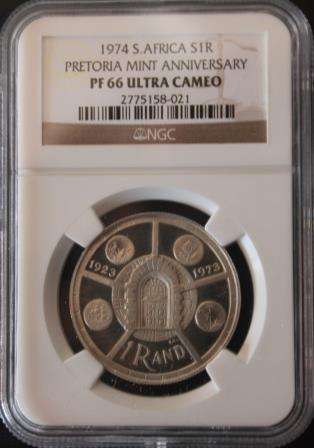 1974 S.AFRICA S1R
PRETORIA MINT ANNIVERSARY
PF 66 ULTRA CAMEO
2775158-021
NGC
1923 1973
1 RAND